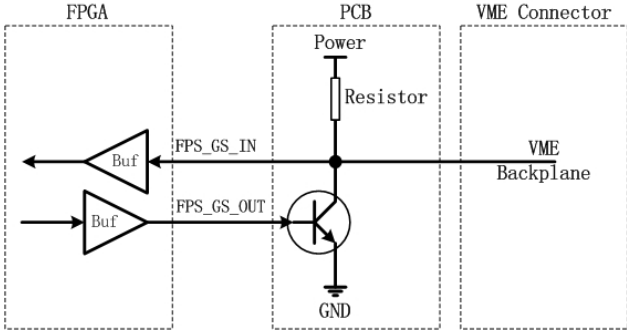 FPGA
PCB
VME Connector
Power
Resistor
Buf
FPS_GS_IN
VME
Backplane
Buf
FPS_GS_OUT
GND